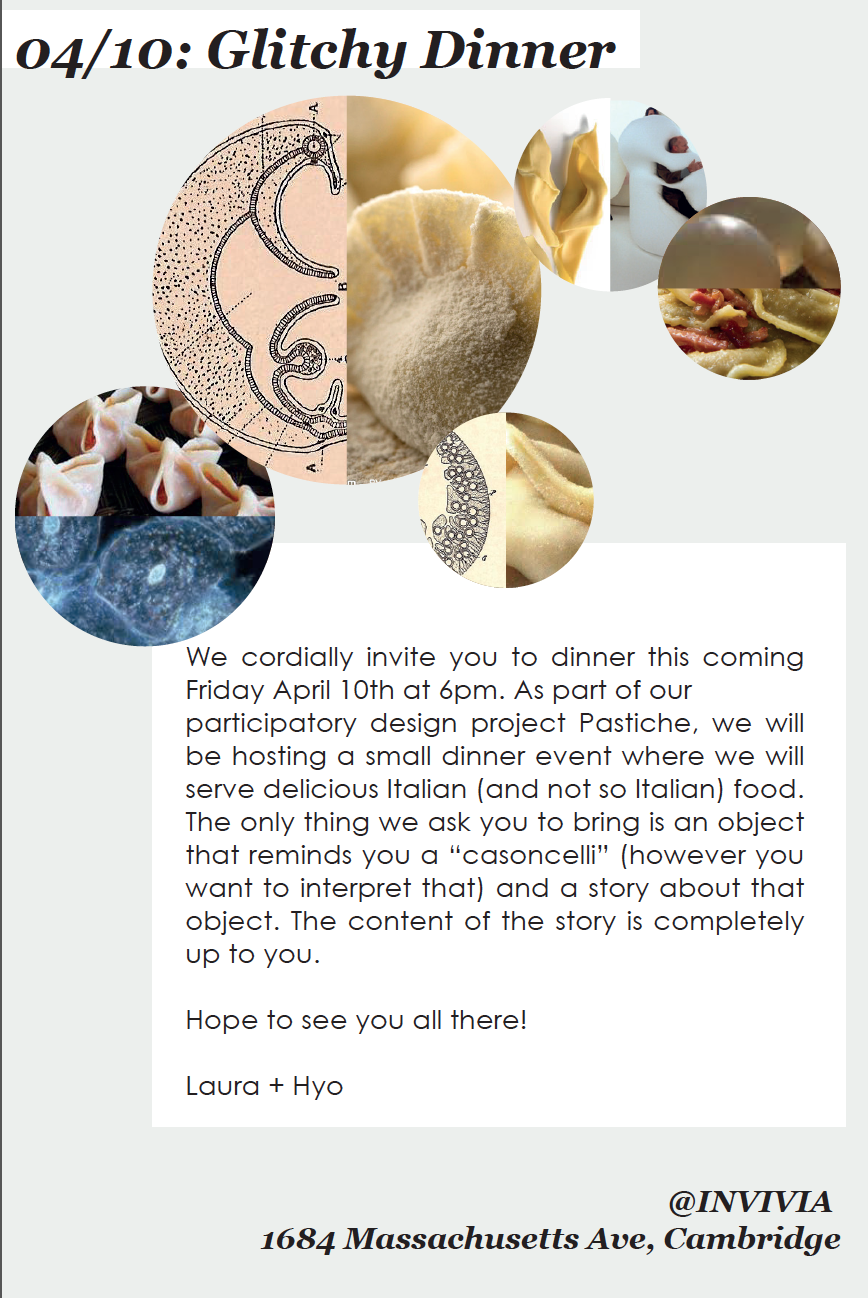 04/10: Glitchy Dinner
A
B
A
We cordially invite you to dinner this coming
Friday April 10th at 6pm. As part of our
participatory design project Pastiche, we will
be hosting a small dinner event where we will
serve delicious Italian (and not so Italian) food.
The only thing we ask you to bring is an object
that reminds you a “casoncelli” (however you
want to interpret that) and a story about that
object. The content of the story is completely
up to you.
Hope to see you all there!
Laura + Hyo
@INVIVIA
1684 Massachusetts Ave, Cambridge